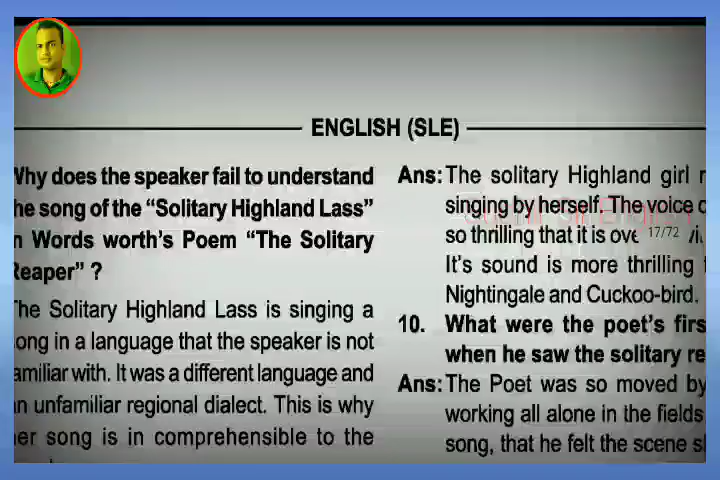 ENGLISH (SLE)
Why does the speaker fail to understand
he song of the “Solitary Highland Lass”
n Words worth’s Poem “The Solitary
Reaper” ?
The Solitary Highland Lass is singing a
ong in a language that the speaker is not
amiliar with. It was a different language and
an unfamiliar regional dialect. This is why
er song is in comprehensible to the
Ans: The solitary Highland girl
singing by herself. The voice
so thrilling that it is ove
17/72
It’s sound is more thrilling
Nightingale and Cuckoo-bird.
10. What were the poet’s firs
when he saw the solitary re
Ans: The Poet was so moved by
working all alone in the fields
song, that he felt the scene s